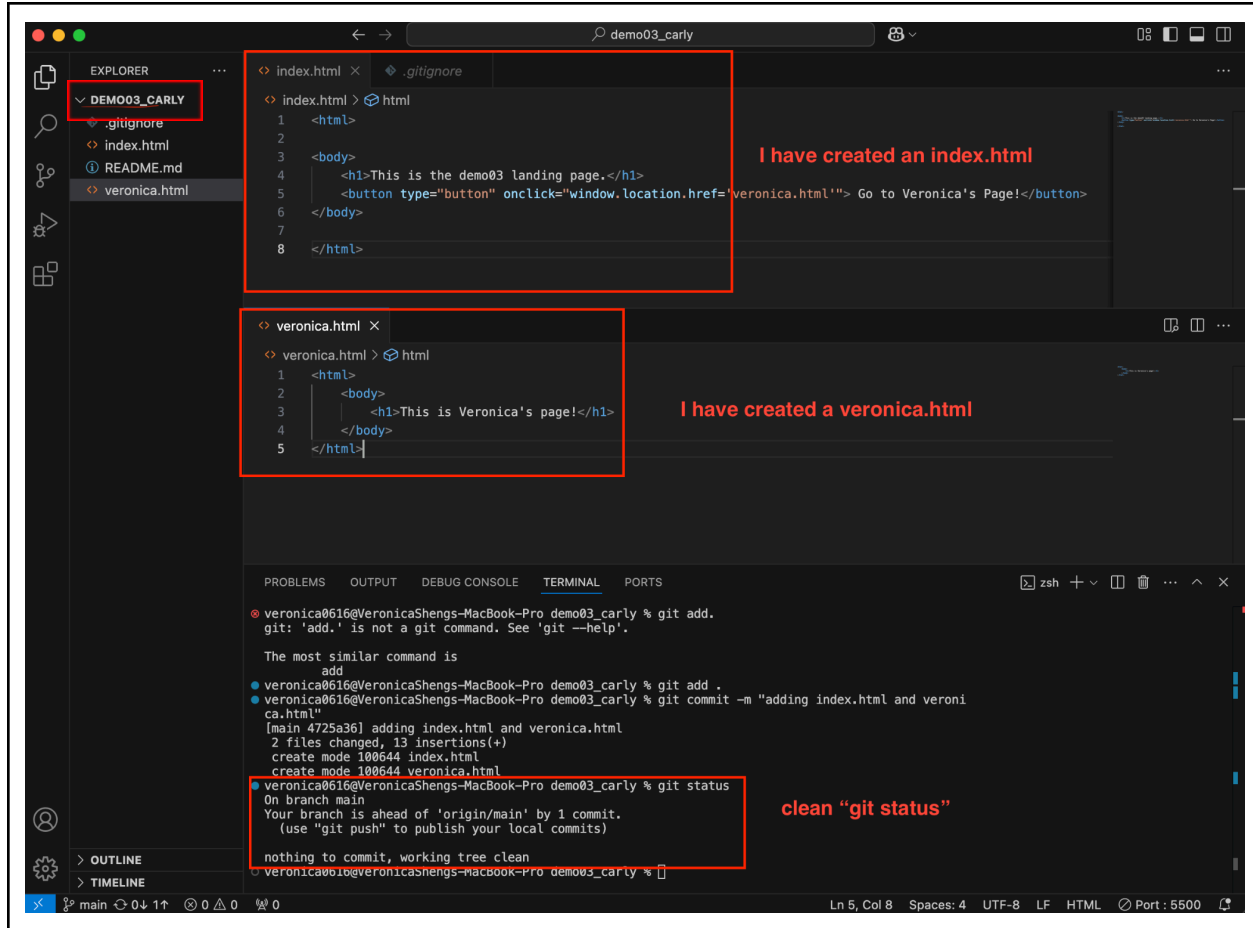 demo03_carly
EXPLORER
DEMO03_CARLY
.gitignore
index.html
README.md
veronica.html
OUTLINE
TIMELINE
index.html
.gitignore
index.html > html
1 <html>
2
3 <body>
4 <h1>This is the demo03 landing page.</h1>
5 <button type="button" onclick="window.location.href='veronica.html'"> Go to Veronica's Page!</button>
6 </body>
7
8 </html>
I have created an index.html
veronica.html
veronica.html > html
1 <html>
2 <body>
3 <h1>This is Veronica's page!</h1>
4 </body>
5 </html>
I have created a veronica.html
PROBLEMS OUTPUT DEBUG CONSOLE TERMINAL PORTS
zsh
veronica0616@VeronicaShengs-MacBook-Pro demo03_carly % git add.
git: 'add.' is not a git command. See 'git --help'.
The most similar command is
add
veronica0616@VeronicaShengs-MacBook-Pro demo03_carly % git add .
veronica0616@VeronicaShengs-MacBook-Pro demo03_carly % git commit -m "adding index.html and veroni
ca.html"
[main 4725a36] adding index.html and veronica.html
2 files changed, 13 insertions(+)
create mode 100644 index.html
create mode 100644 veronica.html
veronica0616@VeronicaShengs-MacBook-Pro demo03_carly % git status
On branch main
Your branch is ahead of 'origin/main' by 1 commit.
(use "git push" to publish your local commits)
nothing to commit, working tree clean
veronica0616@VeronicaShengs-MacBook-Pro demo03_carly %
clean “git status”
main 0↓ 1↑ 0 0 0
Ln 5, Col 8 Spaces: 4 UTF-8 LF HTML Port : 5500